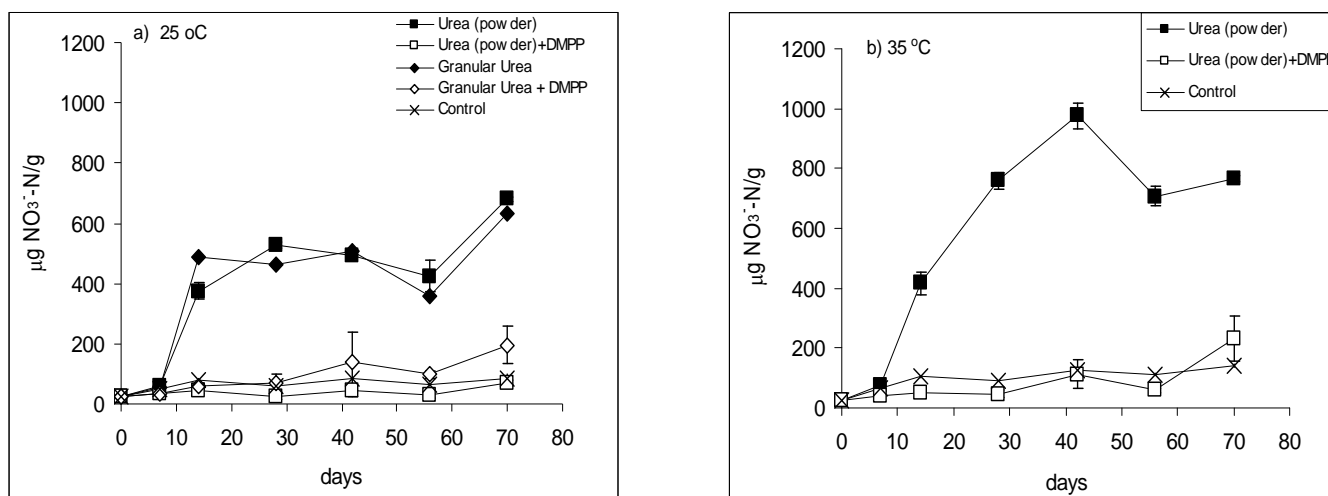 a) 25 oC
Urea (pow der)
Urea (pow der)+DMPP
Granular Urea
Granular Urea + DMPP
Control
1200
1000
800
600
400
200
0
µg NO₃⁻-N/g
0 10 20 30 40 50 60 70 80
days
b) 35 °C
Urea (pow der)
Urea (pow der)+DMPP
Control
1200
1000
800
600
400
200
0
µg NO₃⁻-N/g
0 10 20 30 40 50 60 70 80
days